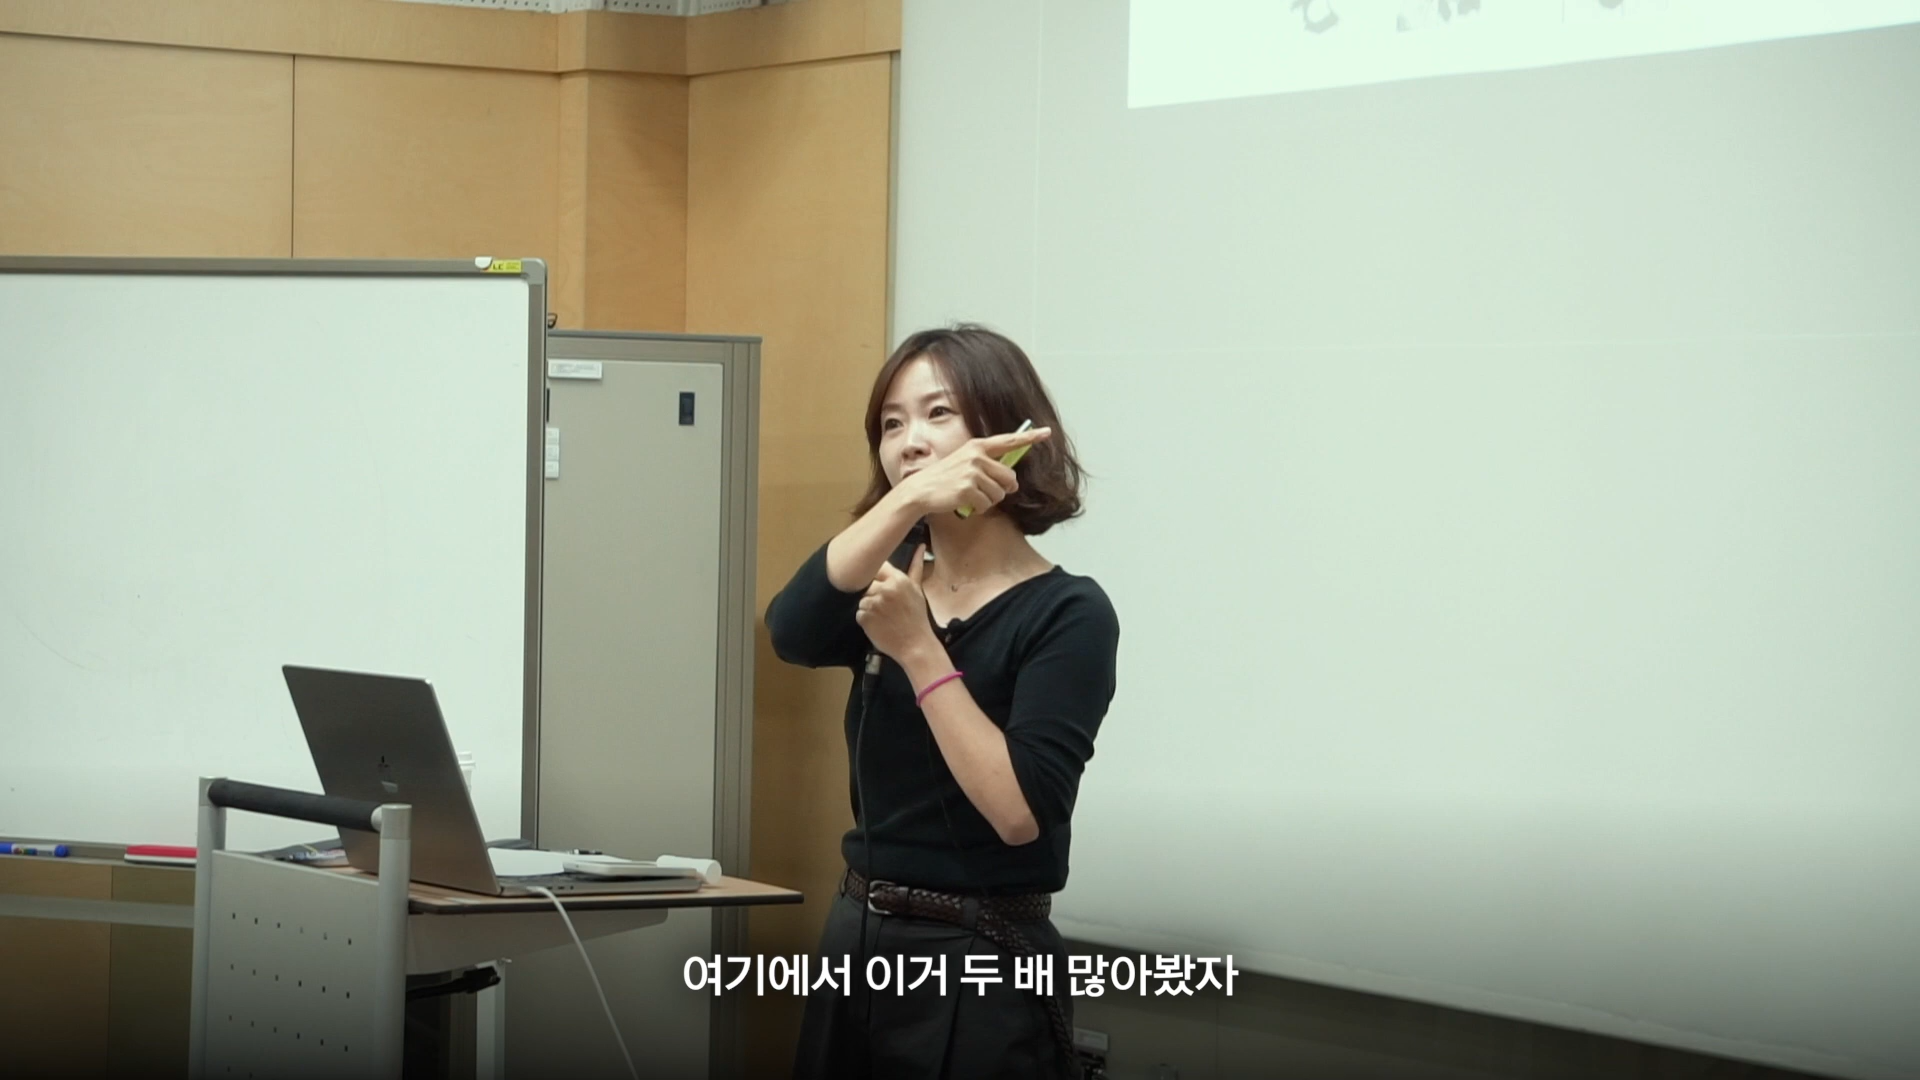 여기에서 이거 두 배 많아봤자